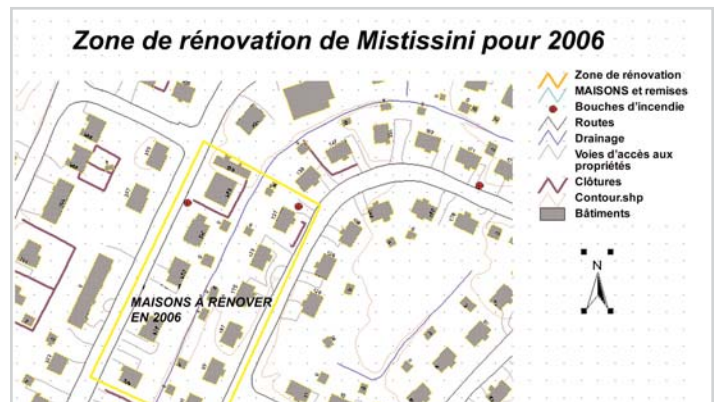 Zone de rénovation de Mistissini pour 2006
Zone de rénovation
MAISONS et remises
Bouches d'incendie
Routes
Drainage
Voies d'accès aux
propriétés
Clôtures
Contour.shp
Bâtiments
N
MAISONS À RÉNOVER
EN 2006